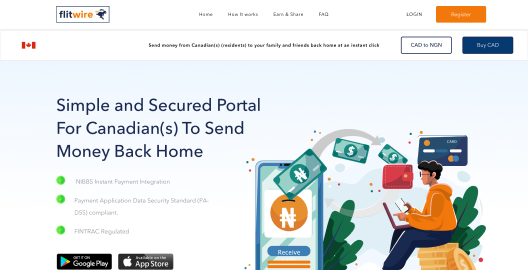 flitwire
Home How It works Earn & Share FAQ LOGIN Register
Send money from Canadian(s) (residents) to your family and friends back home at an instant click CAD to NGN Buy CAD
Simple and Secured Portal
For Canadian(s) To Send
Money Back Home
NIBBS Instant Payment Integration
Payment Application Data Security Standard (PA-
DSS) compliant.
FINTRAC Regulated
GET IT ON
Google Play
Available on the
App Store
CARD
₦
₦
Receive